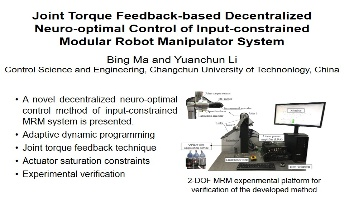 Joint Torque Feedback-based Decentralized
Neuro-optimal Control of Input-constrained
Modular Robot Manipulator System
Bing Ma and Yuanchun Li
Control Science and Engineering, Changchun University of Technology, China
• A novel decentralized neuro-optimal
control method of input-constrained
MRM system is presented.
• Adaptive dynamic programming
• Joint torque feedback technique
• Actuator saturation constraints
• Experimental verification
2-DOF MRM experimental platform for
verification of the developed method